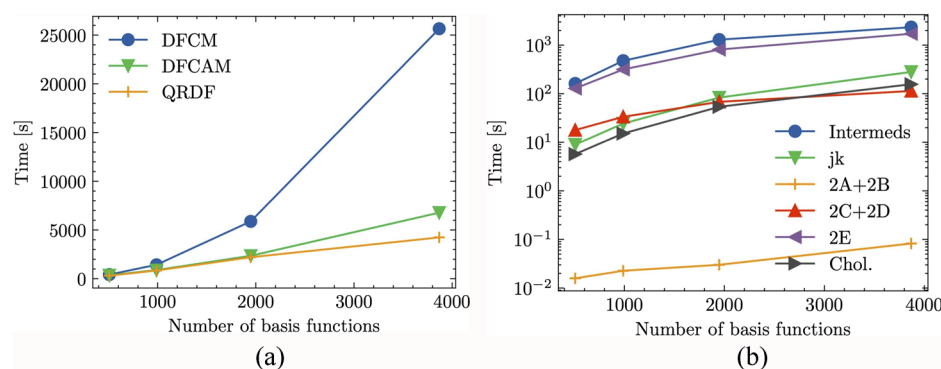 25000
20000
15000
10000
5000
0
Time [s]
DFCM
DFCAM
QRDF
1000
2000
3000
4000
Number of basis functions
(a)
10³
10²
10¹
10⁰
10⁻¹
10⁻²
Time [s]
Intermeds
jk
2A+2B
2C+2D
2E
Chol.
1000
2000
3000
4000
Number of basis functions
(b)